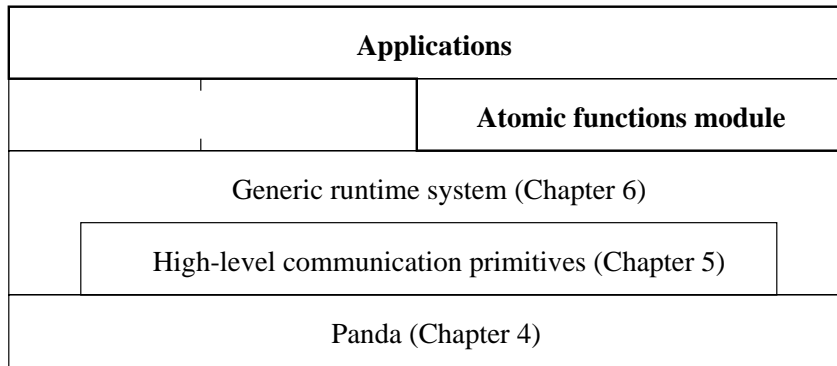 Applications
Atomic functions module
Generic runtime system (Chapter 6)
High-level communication primitives (Chapter 5)
Panda (Chapter 4)